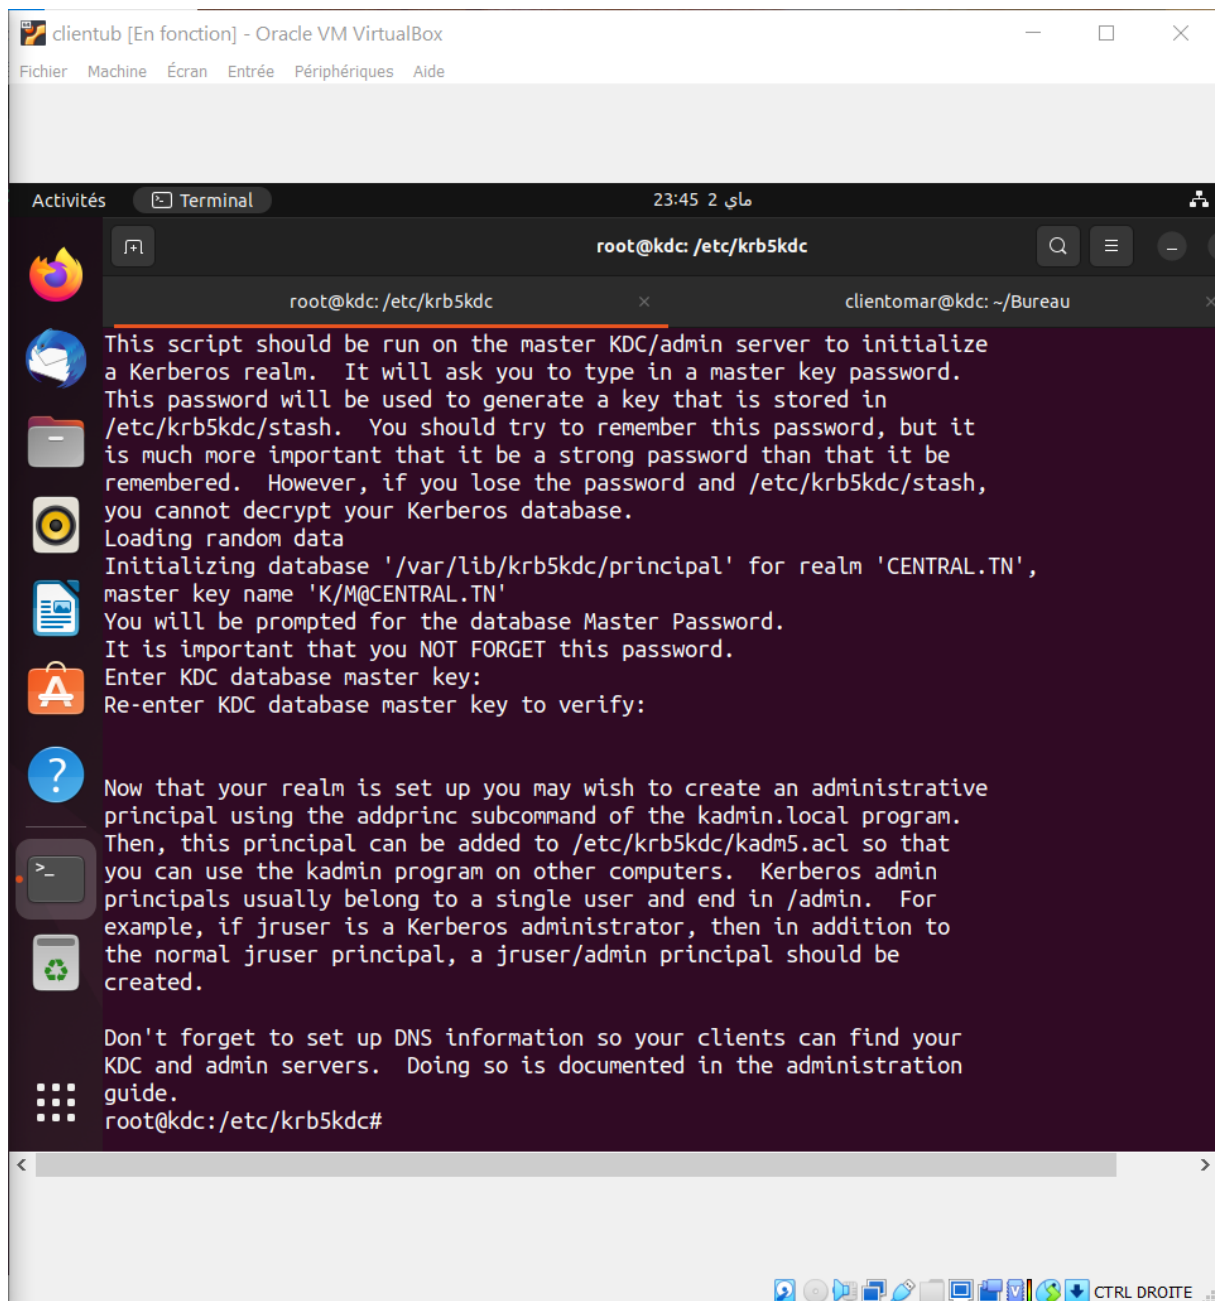 clientub [En fonction] - Oracle VM VirtualBox
Fichier Machine Écran Entrée Périphériques Aide
Activités Terminal 23:45 2 ماي
root@kdc: /etc/krb5kdc
root@kdc: /etc/krb5kdc clientomar@kdc: ~/Bureau
This script should be run on the master KDC/admin server to initialize
a Kerberos realm.  It will ask you to type in a master key password.
This password will be used to generate a key that is stored in
/etc/krb5kdc/stash.  You should try to remember this password, but it
is much more important that it be a strong password than that it be
remembered.  However, if you lose the password and /etc/krb5kdc/stash,
you cannot decrypt your Kerberos database.
Loading random data
Initializing database '/var/lib/krb5kdc/principal' for realm 'CENTRAL.TN',
master key name 'K/M@CENTRAL.TN'
You will be prompted for the database Master Password.
It is important that you NOT FORGET this password.
Enter KDC database master key:
Re-enter KDC database master key to verify:
Now that your realm is set up you may wish to create an administrative
principal using the addprinc subcommand of the kadmin.local program.
Then, this principal can be added to /etc/krb5kdc/kadm5.acl so that
you can use the kadmin program on other computers.  Kerberos admin
principals usually belong to a single user and end in /admin.  For
example, if jruser is a Kerberos administrator, then in addition to
the normal jruser principal, a jruser/admin principal should be
created.
Don't forget to set up DNS information so your clients can find your
KDC and admin servers.  Doing so is documented in the administration
guide.
root@kdc:/etc/krb5kdc#
CTRL DROITE